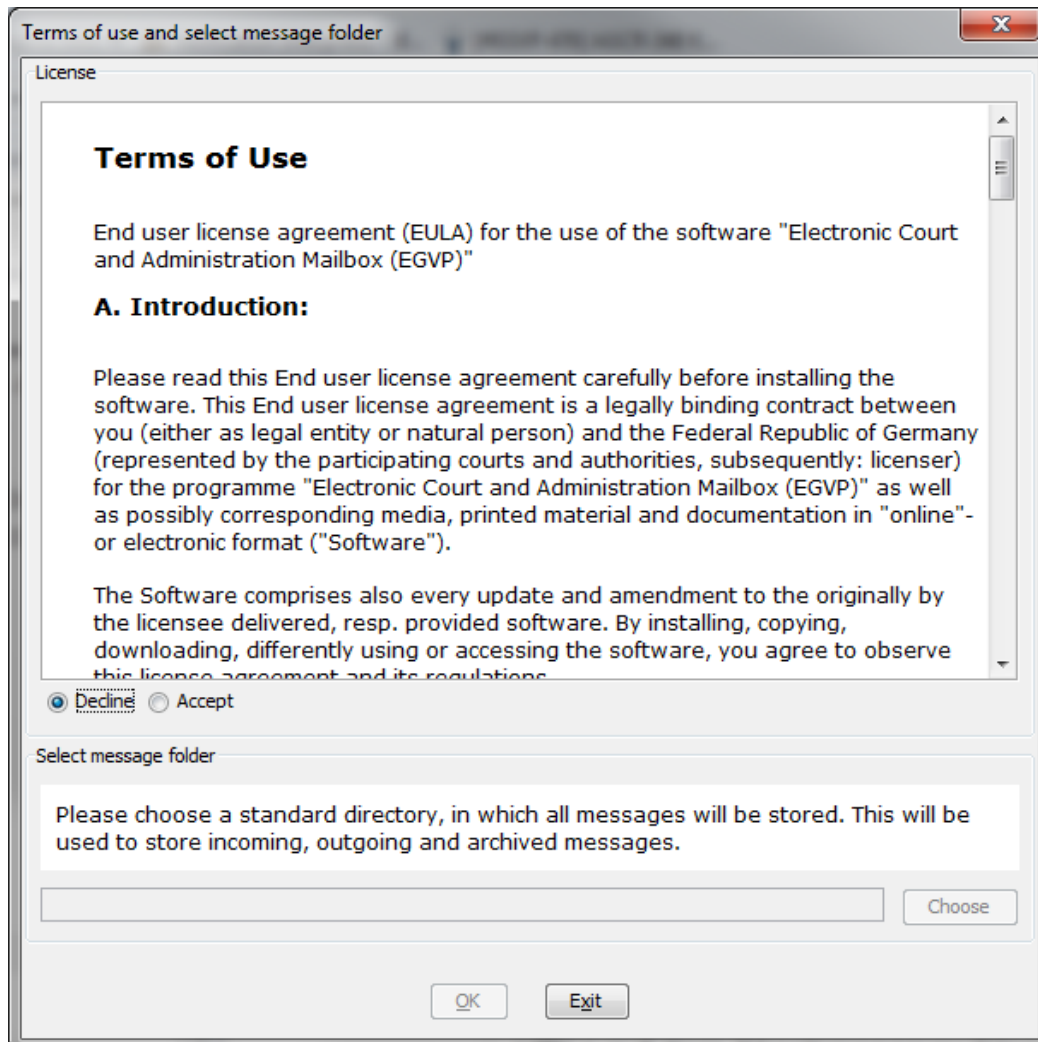 Terms of use and select message folder
License
Terms of Use
End user license agreement (EULA) for the use of the software "Electronic Court
and Administration Mailbox (EGVP)"
A. Introduction:
Please read this End user license agreement carefully before installing the
software. This End user license agreement is a legally binding contract between
you (either as legal entity or natural person) and the Federal Republic of Germany
(represented by the participating courts and authorities, subsequently: licenser)
for the programme "Electronic Court and Administration Mailbox (EGVP)" as well
as possibly corresponding media, printed material and documentation in "online"-
or electronic format ("Software").
The Software comprises also every update and amendment to the originally by
the licensee delivered, resp. provided software. By installing, copying,
downloading, differently using or accessing the software, you agree to observe
this license agreement and its regulations
Decline Accept
Select message folder
Please choose a standard directory, in which all messages will be stored. This will be
used to store incoming, outgoing and archived messages.
Choose
OK Exit